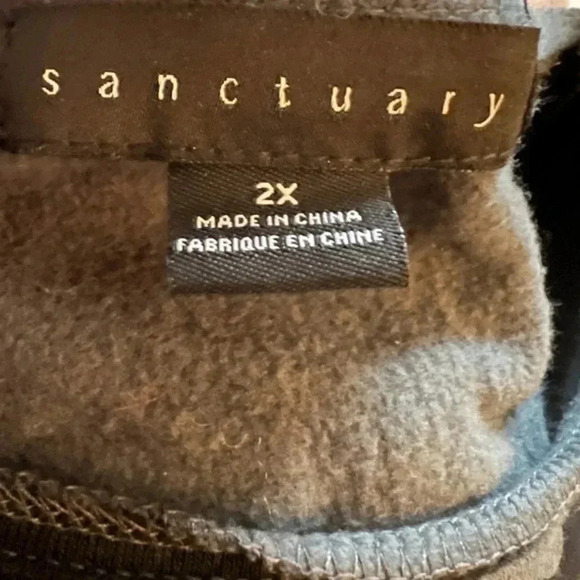 sanctuary
2X
MADE IN CHINA
FABRIQUE EN CHINE